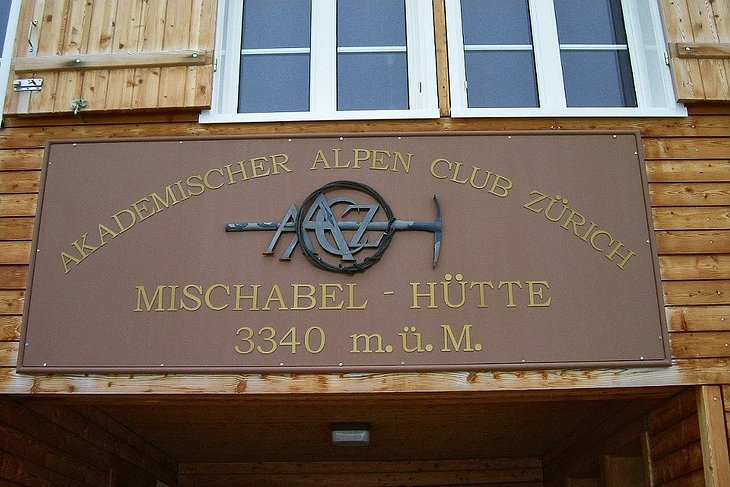 AKADEMISCHER ALPEN CLUB ZÜRICH
AACZ
MISCHABEL - HÜTTE
3340 m.ü.M.